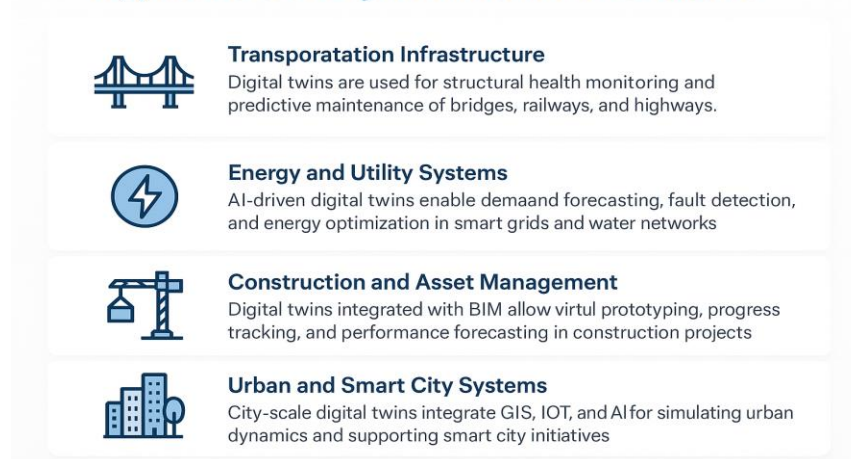 Transporatation Infrastructure
Digital twins are used for structural health monitoring and
predictive maintenance of bridges, railways, and highways.
Energy and Utility Systems
AI-driven digital twins enable demaand forecasting, fault detection,
and energy optimization in smart grids and water networks
Construction and Asset Management
Digital twins integrated with BIM allow virtul prototyping, progress
tracking, and performance forecasting in construction projects
Urban and Smart City Systems
City-scale digital twins integrate GIS, IOT, and AI for simulating urban
dynamics and supporting smart city initiatives